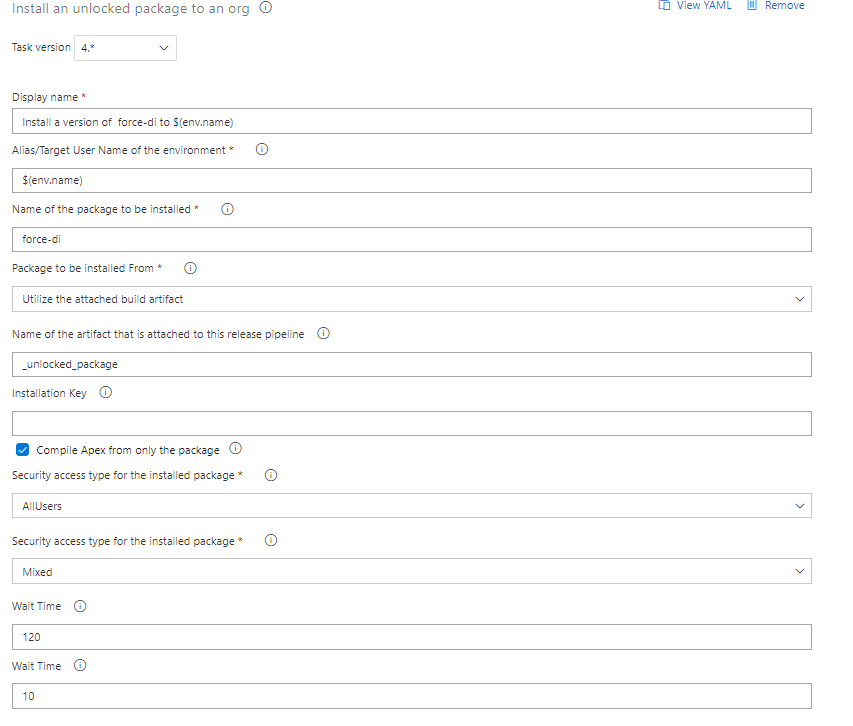 Install an unlocked package to an org
View YAML
Remove
Task version 4.*
Display name *
Install a version of force-di to $(env.name)
Alias/Target User Name of the environment *
$(env.name)
Name of the package to be installed *
force-di
Package to be installed From *
Utilize the attached build artifact
Name of the artifact that is attached to this release pipeline
_unlocked_package
Installation Key
Compile Apex from only the package
Security access type for the installed package *
AllUsers
Security access type for the installed package *
Mixed
Wait Time
120
Wait Time
10